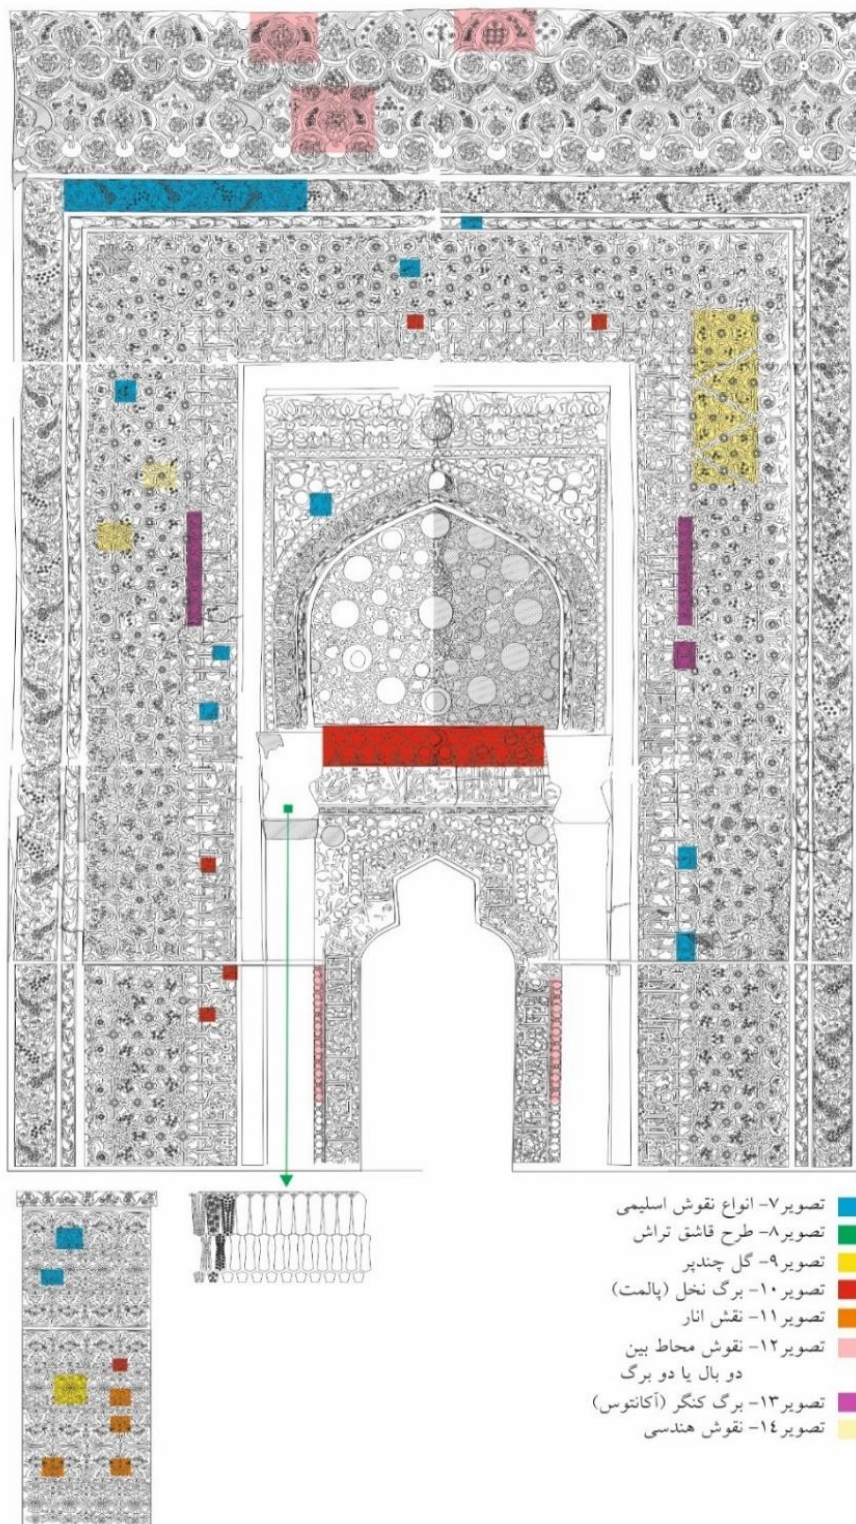 تصویر۷- انواع نقوش اسلیمی
تصویر۸- طرح قاشق تراش
تصویر۹- گل چندپر
تصویر۱۰- برگ نخل (پالمت)
تصویر۱۱- نقش انار
تصویر۱۲- نقوش محاط بین
دو بال یا دو برگ
تصویر۱۳- برگ کنگر (آکانتوس)
تصویر۱٤- نقوش هندسی